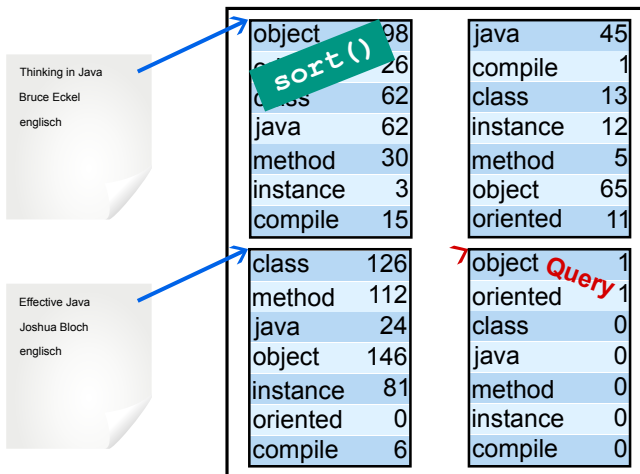 Thinking in Java
Bruce Eckel
englisch
object 98
26
class 62
java 62
method 30
instance 3
compile 15
sort()
java 45
compile 1
class 13
instance 12
method 5
object 65
oriented 11
Effective Java
Joshua Bloch
englisch
class 126
method 112
java 24
object 146
instance 81
oriented 0
compile 6
object 1
Query
oriented 1
class 0
java 0
method 0
instance 0
compile 0